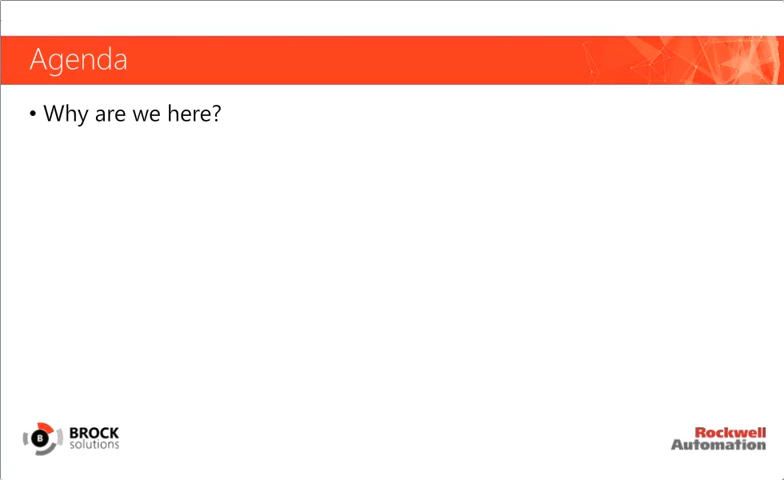 Agenda
• Why are we here?
B
BROCK
solutions
Rockwell
Automation